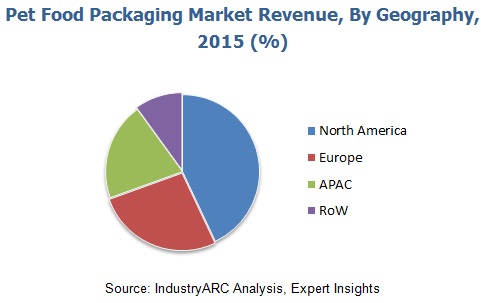 Pet Food Packaging Market Revenue, By Geography,
2015 (%)
North America
Europe
APAC
RoW
Source: IndustryARC Analysis, Expert Insights